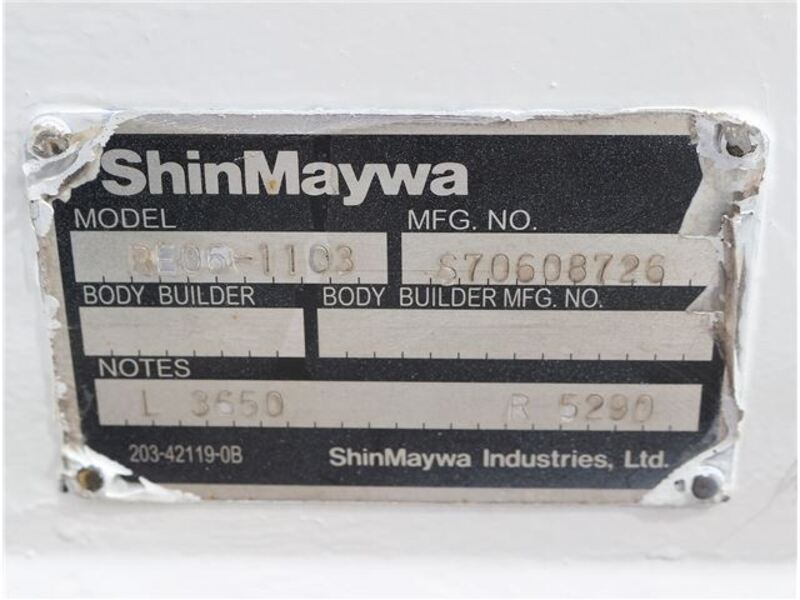 ShinMaywa
MODEL MFG. NO.
BE06-1103 S70608726
BODY BUILDER BODY BUILDER MFG. NO.
NOTES
L 3650 R 5290
203-42119-0B ShinMaywa Industries, Ltd.